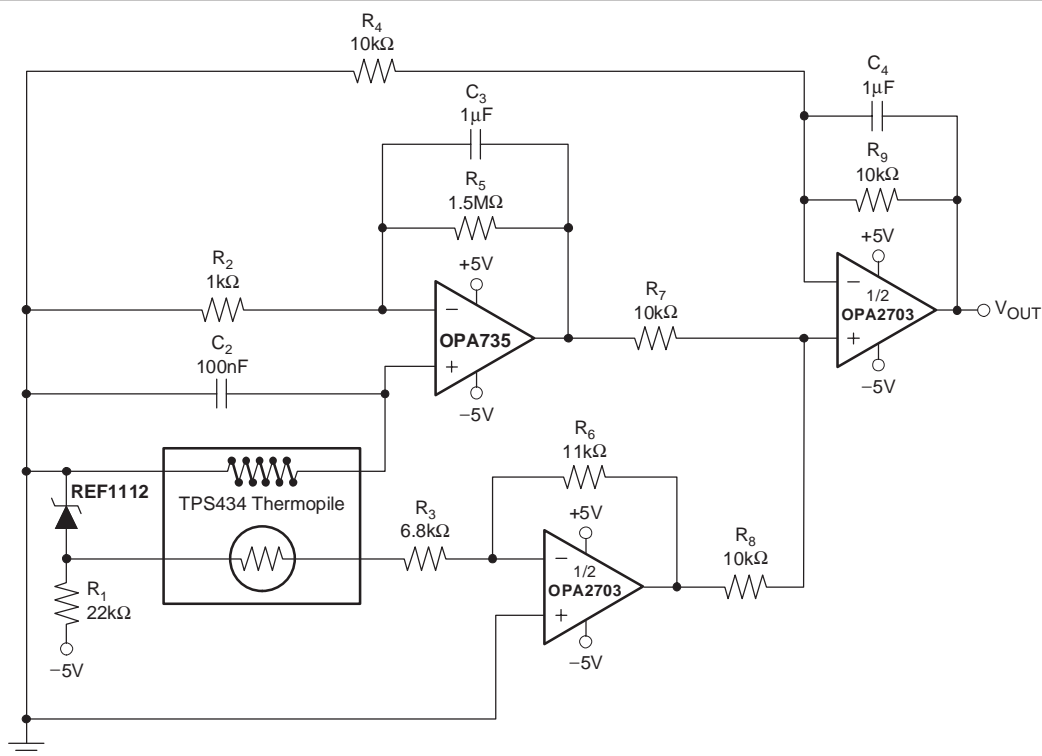 R4
10kΩ
C4
1μF
C3
1μF
R9
10kΩ
R5
1.5MΩ
+5V
R2
1kΩ
+5V
−
1/2
OPA2703
+
VOUT
R7
10kΩ
−
OPA735
+
C2
100nF
−5V
−5V
R6
11kΩ
REF1112
TPS434 Thermopile
R3
6.8kΩ
+5V
R8
10kΩ
−
1/2
OPA2703
+
R1
22kΩ
−5V
−5V